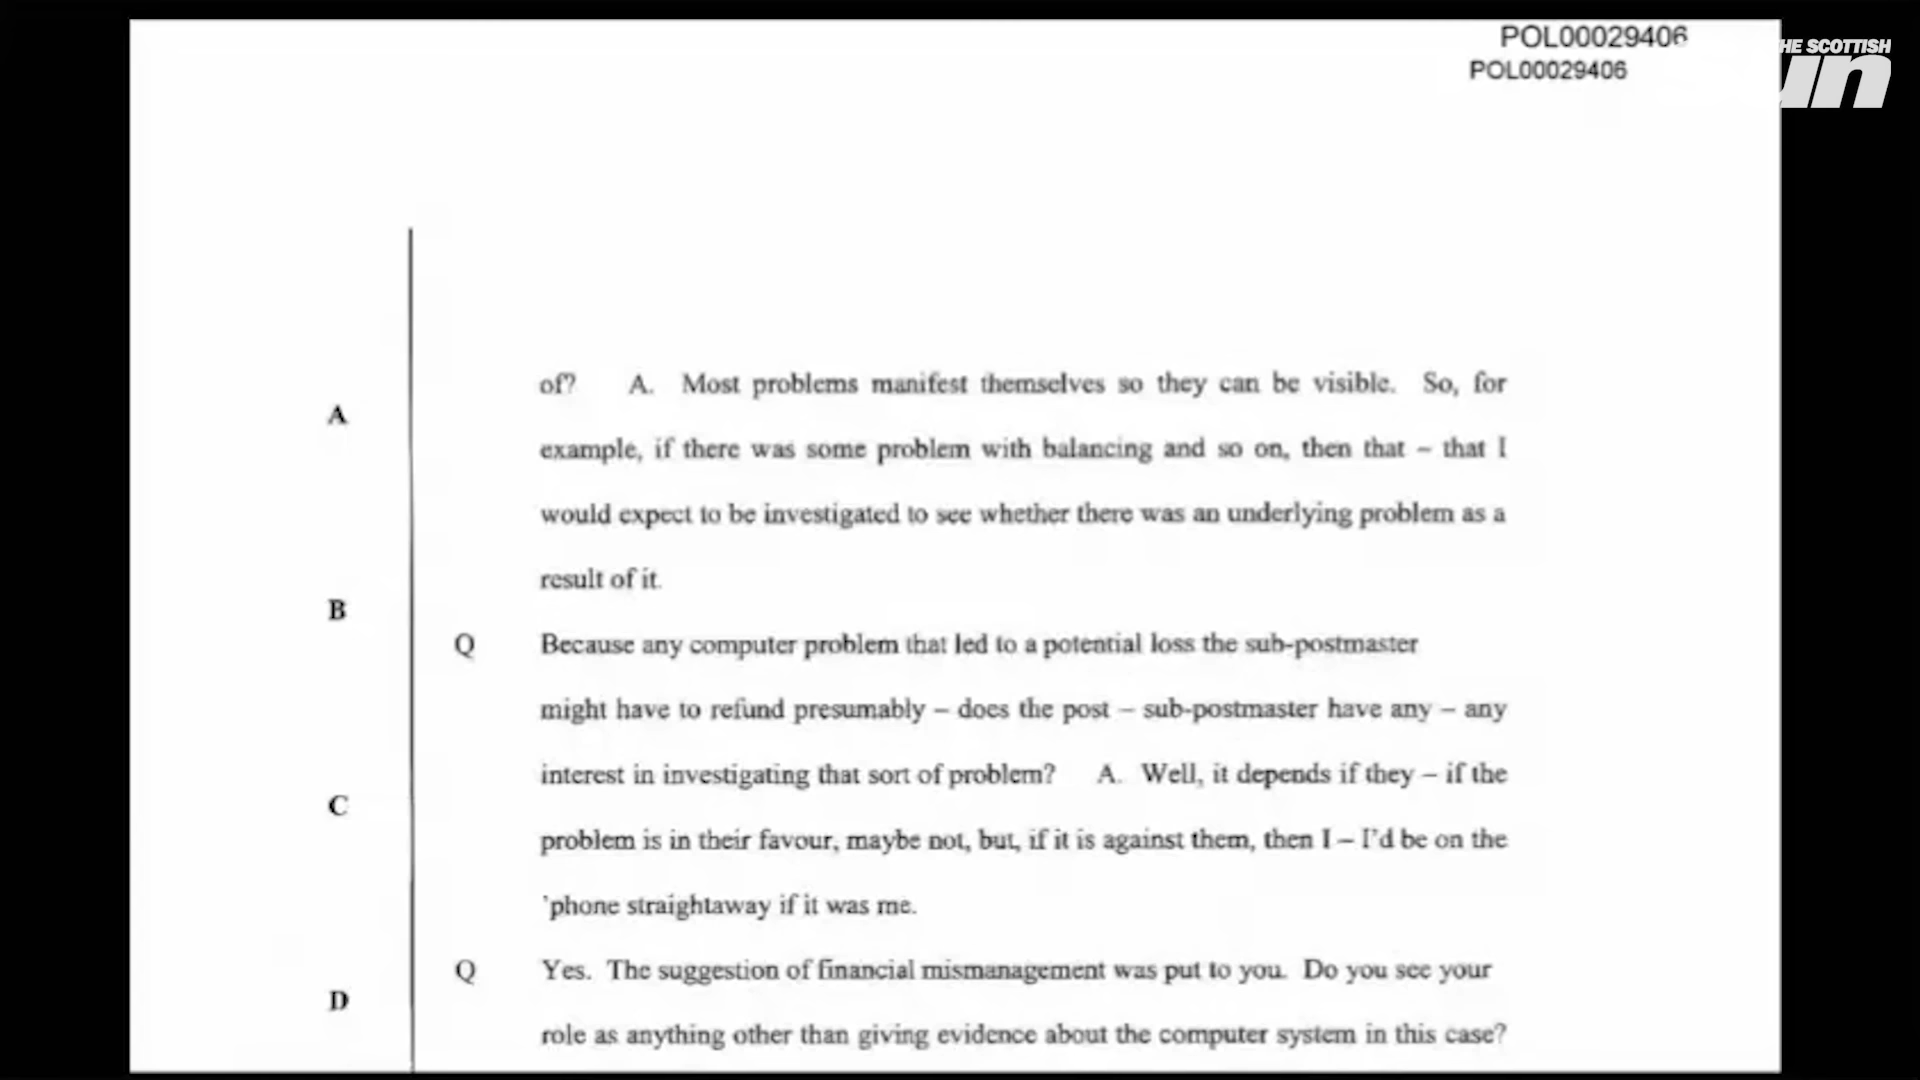 POL00029406
POL00029406
HE SCOTTISH
un
of? A. Most problems manifest themselves so they can be visible. So, for
A
example, if there was some problem with balancing and so on, then that – that I
would expect to be investigated to see whether there was an underlying problem as a
result of it.
B
Q Because any computer problem that led to a potential loss the sub-postmaster
might have to refund presumably – does the post – sub-postmaster have any – any
interest in investigating that sort of problem? A. Well, it depends if they – if the
C
problem is in their favour, maybe not, but, if it is against them, then I – I'd be on the
'phone straightaway if it was me.
Q Yes. The suggestion of financial mismanagement was put to you. Do you see your
D
role as anything other than giving evidence about the computer system in this case?